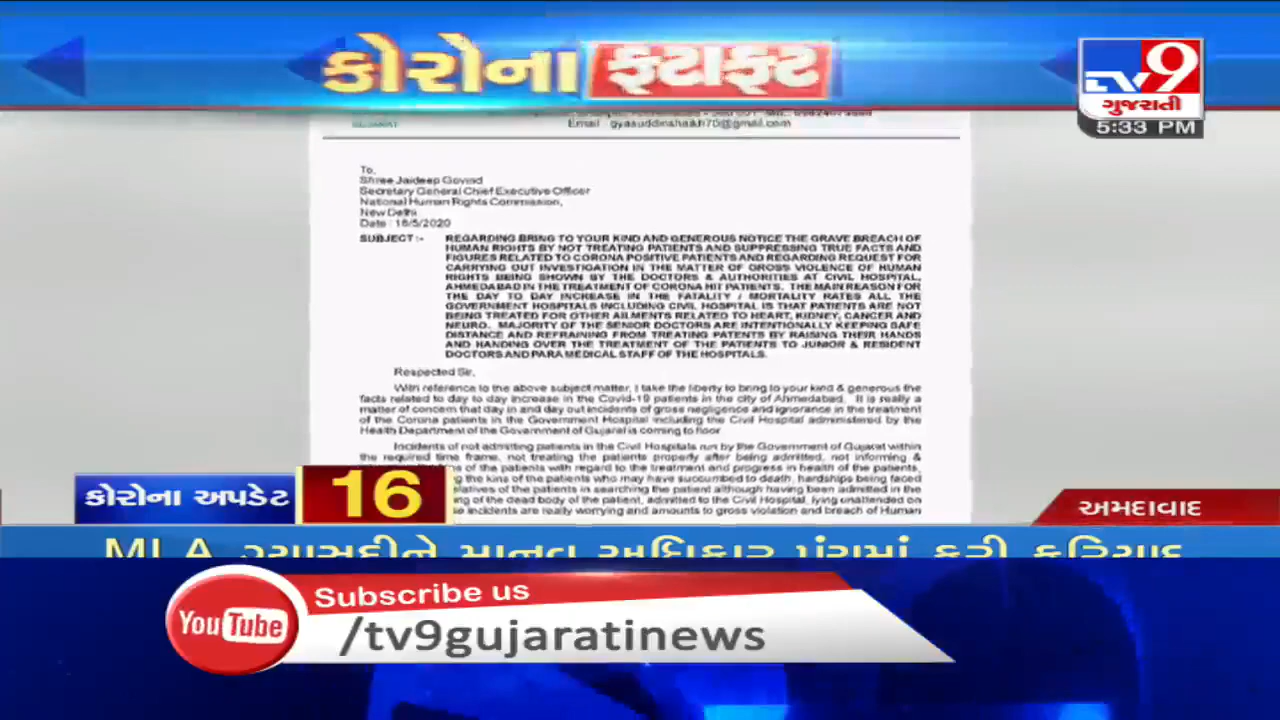 કોરોના ફટાફટ
TV9
ગુજરાતી
5:33 PM
GUJARAT
Email : gyasuddinshaikh75@gmail.com
To,
Shree Jaideep Govind
Secretary General Chief Executive Officer
National Human Rights Commission,
New Delhi
Date : 16/5/2020
SUBJECT :- REGARDING BRING TO YOUR KIND AND GENEROUS NOTICE THE GRAVE BREACH OF
HUMAN RIGHTS BY NOT TREATING PATIENTS AND SUPPRESSING TRUE FACTS AND
FIGURES RELATED TO CORONA POSITIVE PATIENTS AND REGARDING REQUEST FOR
CARRYING OUT INVESTIGATION IN THE MATTER OF GROSS VIOLENCE OF HUMAN
RIGHTS BEING SHOWN BY THE DOCTORS & AUTHORITIES AT CIVIL HOSPITAL,
AHMEDABAD IN THE TREATMENT OF CORONA HIT PATIENTS. THE MAIN REASON FOR
THE DAY TO DAY INCREASE IN THE FATALITY / MORTALITY RATES ALL THE
GOVERNMENT HOSPITALS INCLUDING CIVIL HOSPITAL IS THAT PATIENTS ARE NOT
BEING TREATED FOR OTHER AILMENTS RELATED TO HEART, KIDNEY, CANCER AND
NEURO. MAJORITY OF THE SENIOR DOCTORS ARE INTENTIONALLY KEEPING SAFE
DISTANCE AND REFRAINING FROM TREATING PATENTS BY RAISING THEIR HANDS
AND HANDING OVER THE TREATMENT OF THE PATIENTS TO JUNIOR & RESIDENT
DOCTORS AND PARA MEDICAL STAFF OF THE HOSPITALS.
Respected Sir,
With reference to the above subject matter, I take the liberty to bring to your kind & generous the
facts related to day to day increase in the Covid-19 patients in the city of Ahmedabad. It is really a
matter of concern that day in and day out incidents of gross negligence and ignorance in the treatment
of the Corona patients in the Government Hospital including the Civil Hospital administered by the
Health Department of the Government of Gujarat is coming to floor
Incidents of not admitting patients in the Civil Hospitals run by the Government of Gujarat within
the required time frame, not treating the patients properly after being admitted, not informing &
of the patients with regard to the treatment and progress in health of the patients,
the kins of the patients who may have succumbed to death, hardships being faced
relatives of the patients in searching the patient although having been admitted in the
of the dead body of the patient, admitted to the Civil Hospital, lying unattended on
incidents are really worrying and amounts to gross violation and breach of Human
કોરોના અપડેટ 16
અમદાવાદ
MLA ગ્યાસુદ્દીને માનવ અધિકાર પંચમાં કરી ફરિયાદ
YouTube
Subscribe us
/tv9gujaratinews